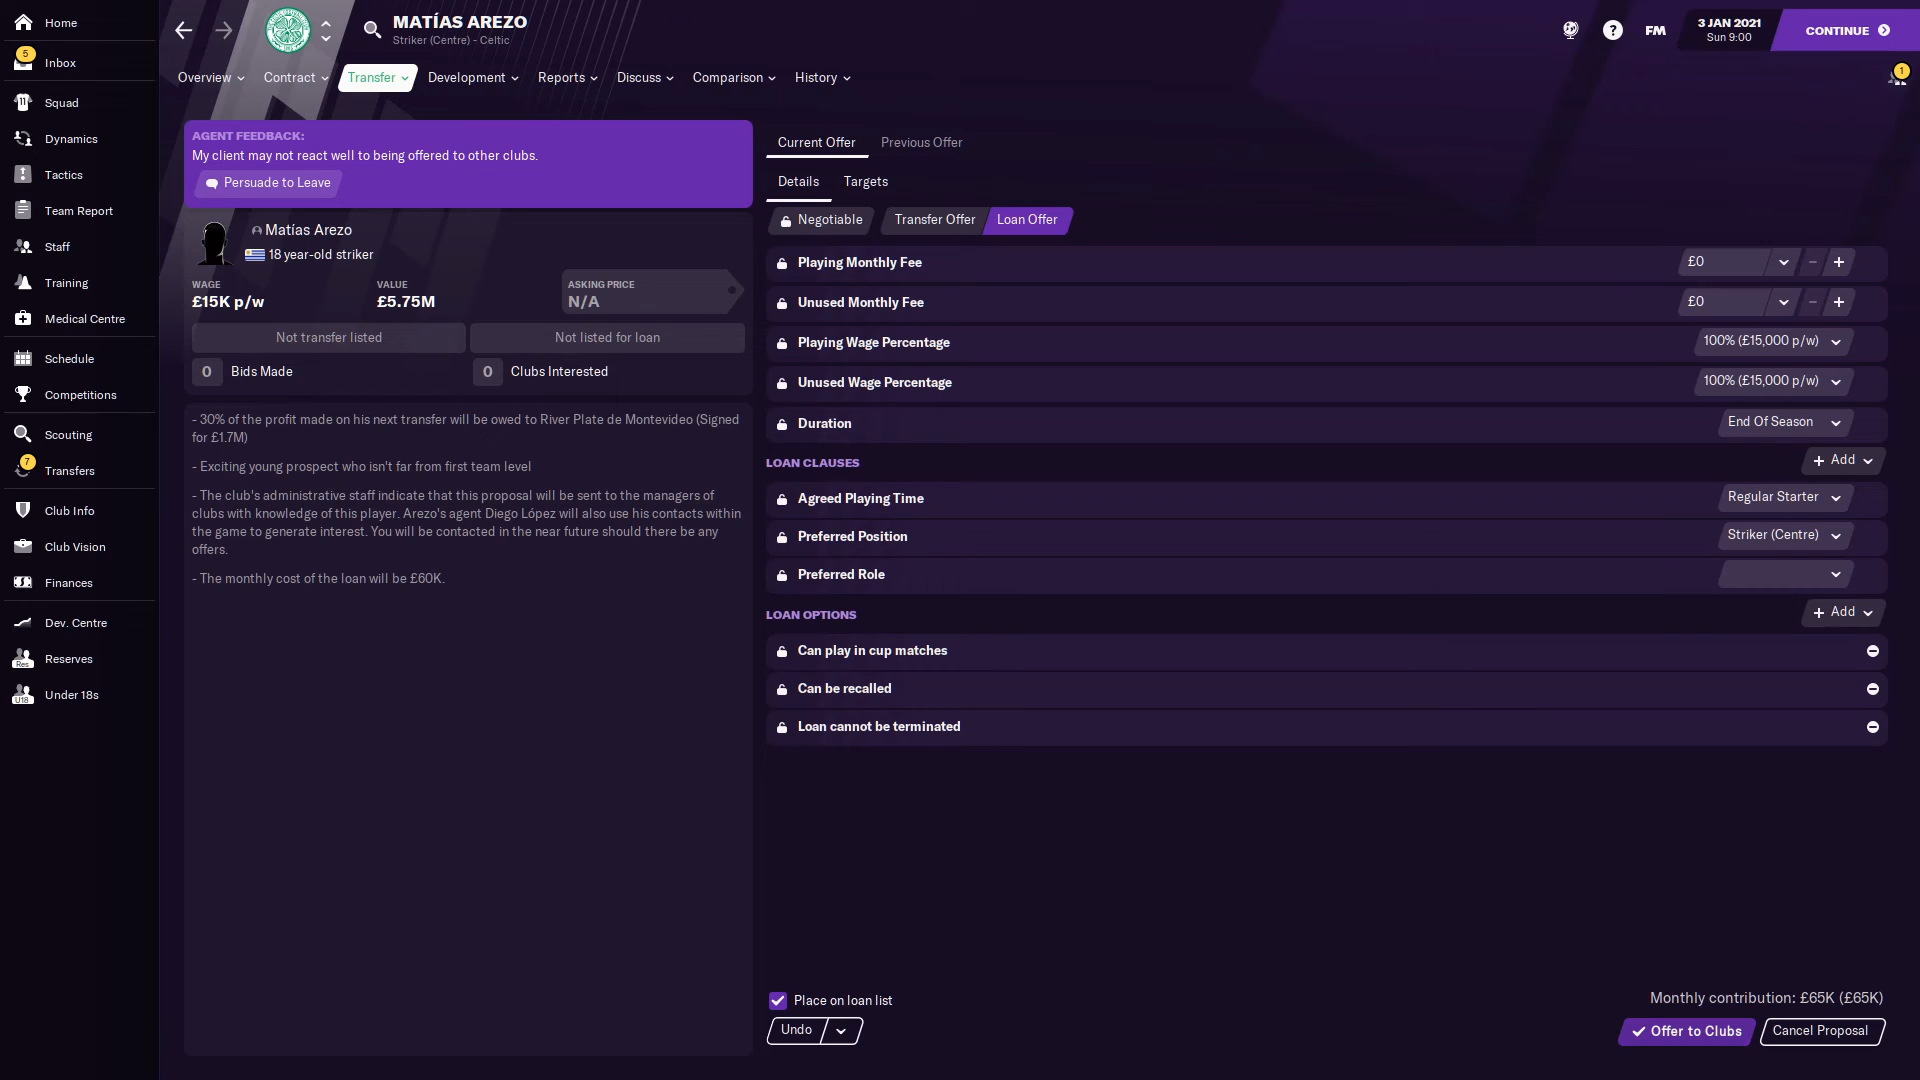 Home
5
Inbox
11
Squad
Dynamics
Tactics
Team Report
Staff
Training
Medical Centre
Schedule
Competitions
Scouting
7
Transfers
Club Info
Club Vision
Finances
Dev. Centre
Res
Reserves
U18
Under 18s
MATÍAS AREZO
Striker (Centre) - Celtic
?
FM
3 JAN 2021
Sun 9:00
CONTINUE
1
Overview
Contract
Transfer
Development
Reports
Discuss
Comparison
History
AGENT FEEDBACK:
My client may not react well to being offered to other clubs.
Persuade to Leave
Matías Arezo
18 year-old striker
WAGE
£15K p/w
VALUE
£5.75M
ASKING PRICE
N/A
Not transfer listed
Not listed for loan
0 Bids Made
0 Clubs Interested
- 30% of the profit made on his next transfer will be owed to River Plate de Montevideo (Signed
for £1.7M)
- Exciting young prospect who isn't far from first team level
- The club's administrative staff indicate that this proposal will be sent to the managers of
clubs with knowledge of this player. Arezo's agent Diego López will also use his contacts within
the game to generate interest. You will be contacted in the near future should there be any
offers.
- The monthly cost of the loan will be £60K.
Current Offer
Previous Offer
Details
Targets
Negotiable
Transfer Offer
Loan Offer
Playing Monthly Fee
£0
Unused Monthly Fee
£0
Playing Wage Percentage
100% (£15,000 p/w)
Unused Wage Percentage
100% (£15,000 p/w)
Duration
End Of Season
LOAN CLAUSES
+ Add
Agreed Playing Time
Regular Starter
Preferred Position
Striker (Centre)
Preferred Role
LOAN OPTIONS
+ Add
Can play in cup matches
Can be recalled
Loan cannot be terminated
Place on loan list
Undo
Monthly contribution: £65K (£65K)
Offer to Clubs
Cancel Proposal